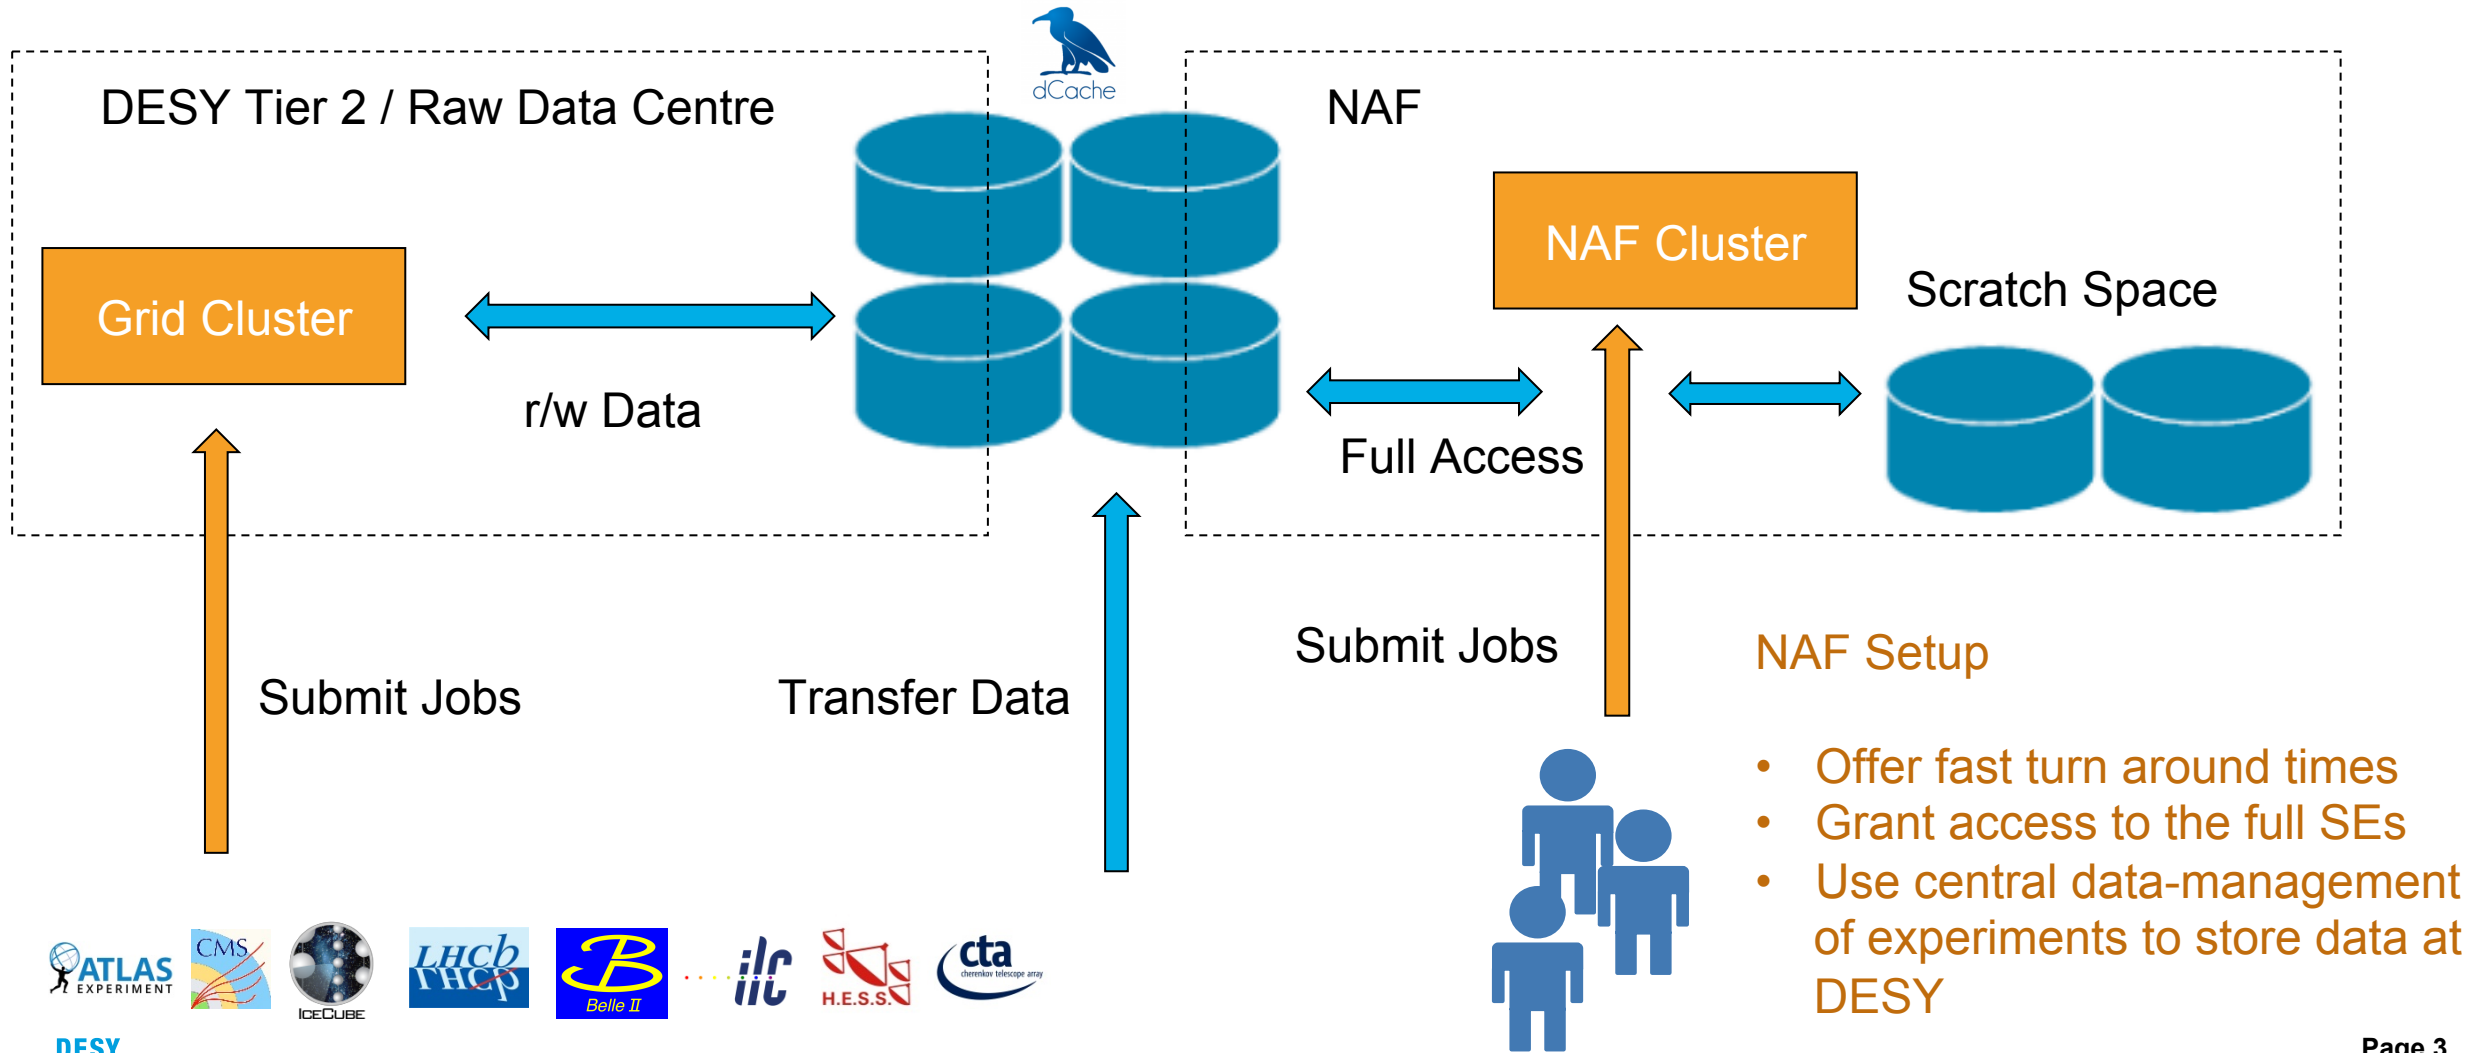 dCache
DESY Tier 2 / Raw Data Centre
NAF
NAF Cluster
Grid Cluster
Scratch Space
r/w Data
Full Access
Submit Jobs
Transfer Data
Submit Jobs
NAF Setup
• Offer fast turn around times
• Grant access to the full SEs
• Use central data-management
of experiments to store data at
DESY
ATLAS
EXPERIMENT
CMS
ICECUBE
LHCb
Belle II
ilc
H.E.S.S.
cta
cherenkov telescope array
DESY
Page 3